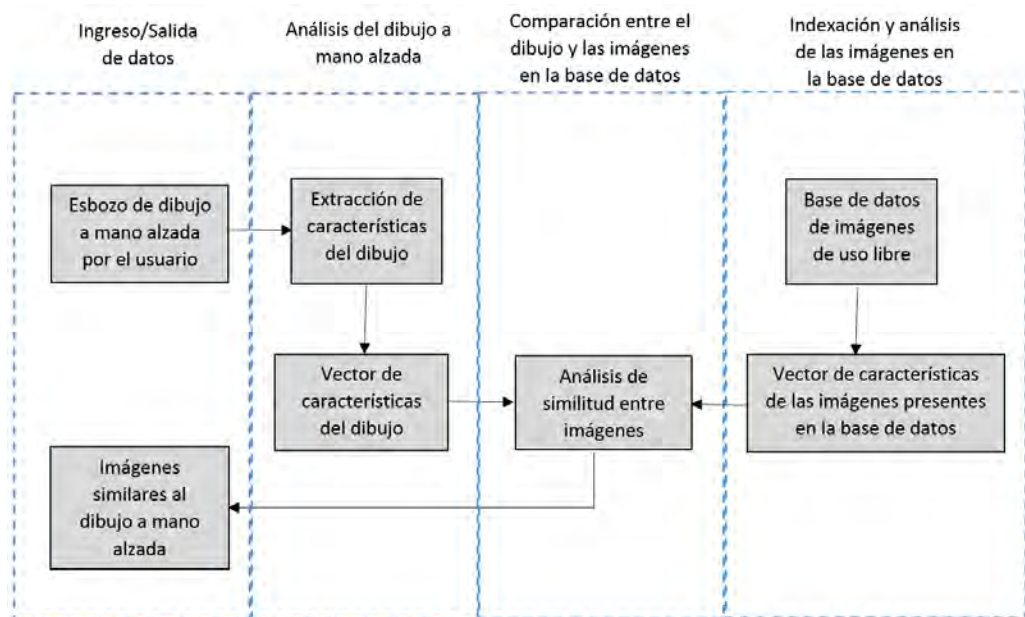 Ingreso/Salida
de datos
Análisis del dibujo a
mano alzada
Comparación entre el
dibujo y las imágenes
en la base de datos
Indexación y análisis
de las imágenes en
la base de datos
Esbozo de dibujo
a mano alzada
por el usuario
Extracción de
características
del dibujo
Base de datos
de imágenes
de uso libre
Vector de
características
del dibujo
Análisis de
similitud entre
imágenes
Vector de características
de las imágenes presentes
en la base de datos
Imágenes
similares al
dibujo a mano
alzada